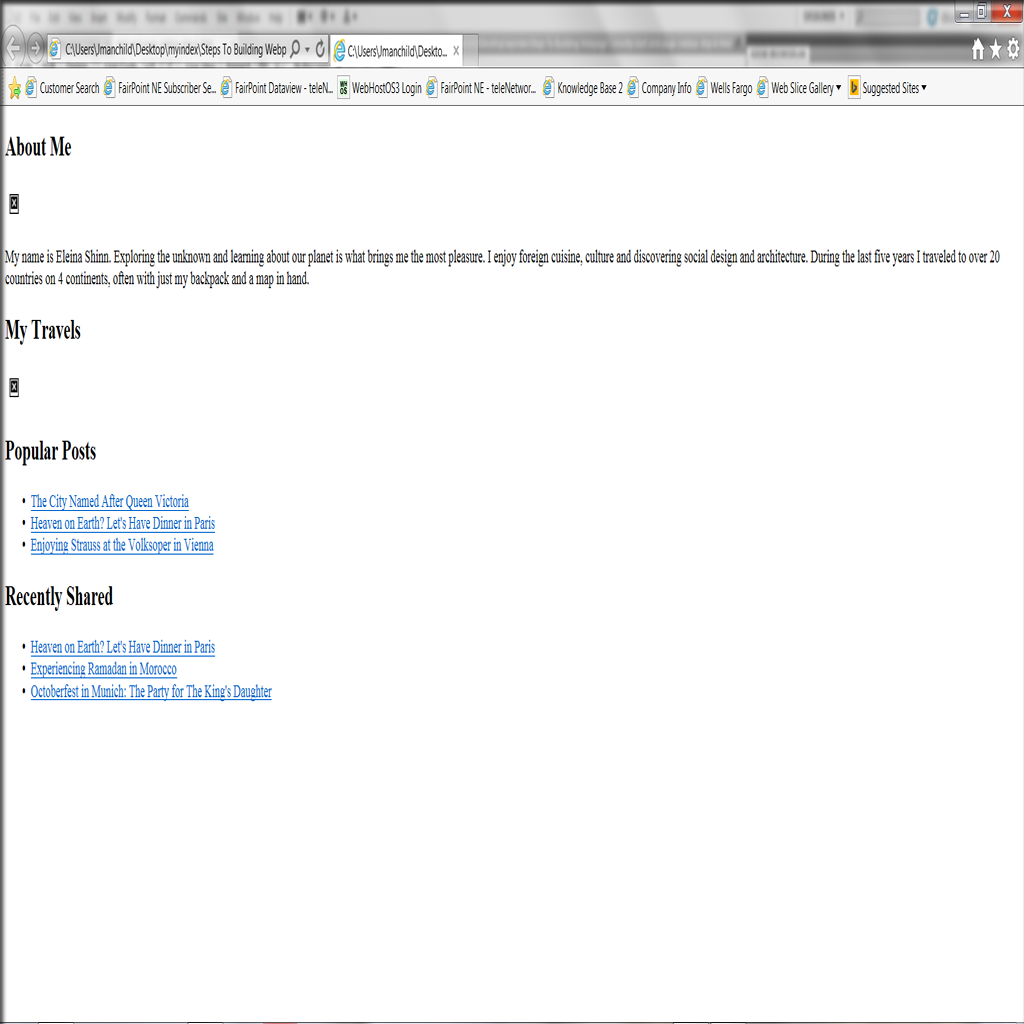 C:\Users\Jmanchild\Desktop\myindex\Steps To Building Webp
C:\Users\Jmanchild\Deskto...
Customer Search FairPoint NE Subscriber Se... FairPoint Dataview - teleN... WebHostOS3 Login FairPoint NE - teleNetwor... Knowledge Base 2 Company Info Wells Fargo Web Slice Gallery Suggested Sites
About Me
My name is Eleina Shinn. Exploring the unknown and learning about our planet is what brings me the most pleasure. I enjoy foreign cuisine, culture and discovering social design and architecture. During the last five years I traveled to over 20
countries on 4 continents, often with just my backpack and a map in hand.
My Travels
Popular Posts
• The City Named After Queen Victoria
• Heaven on Earth? Let's Have Dinner in Paris
• Enjoying Strauss at the Volksoper in Vienna
Recently Shared
• Heaven on Earth? Let's Have Dinner in Paris
• Experiencing Ramadan in Morocco
• Octoberfest in Munich: The Party for The King's Daughter